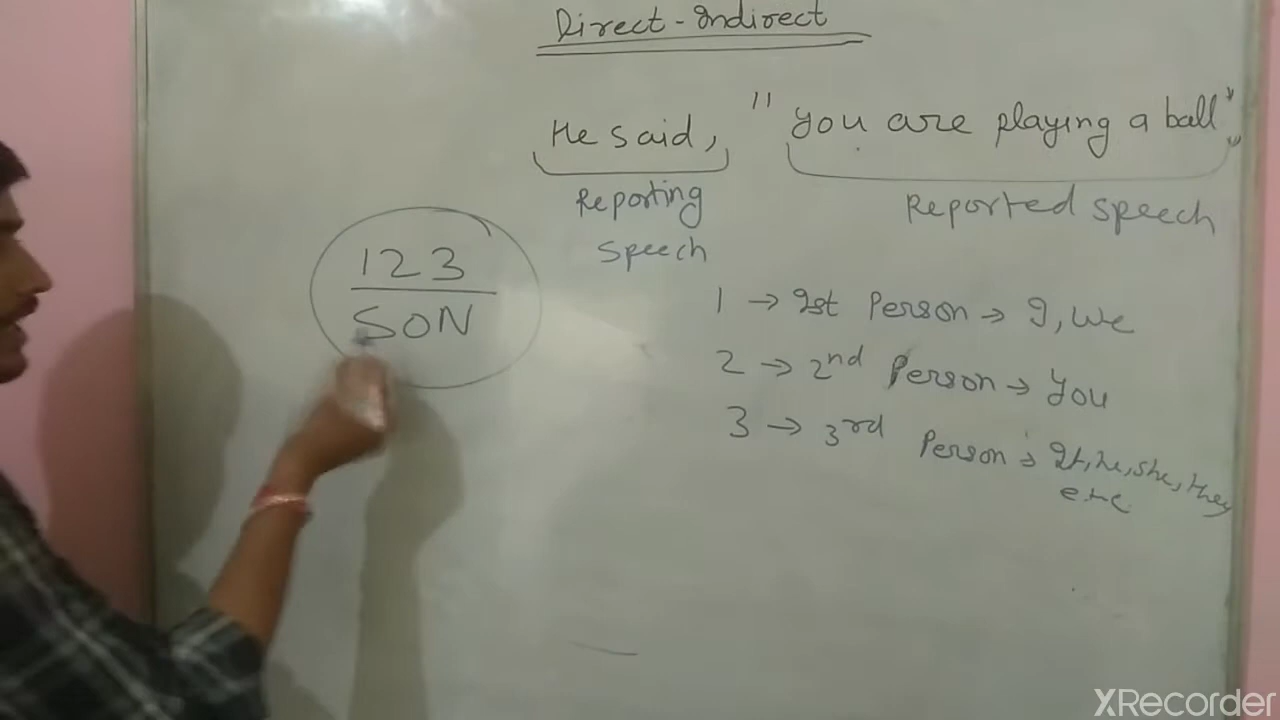 Direct-Indirect
He said, "You are playing a ball"
Reporting Speech
Reported Speech
123
SON
1 → Ist Person → I, We
2 → 2nd Person → You
3 → 3rd Person → It, he, she, they
etc
XRecorder